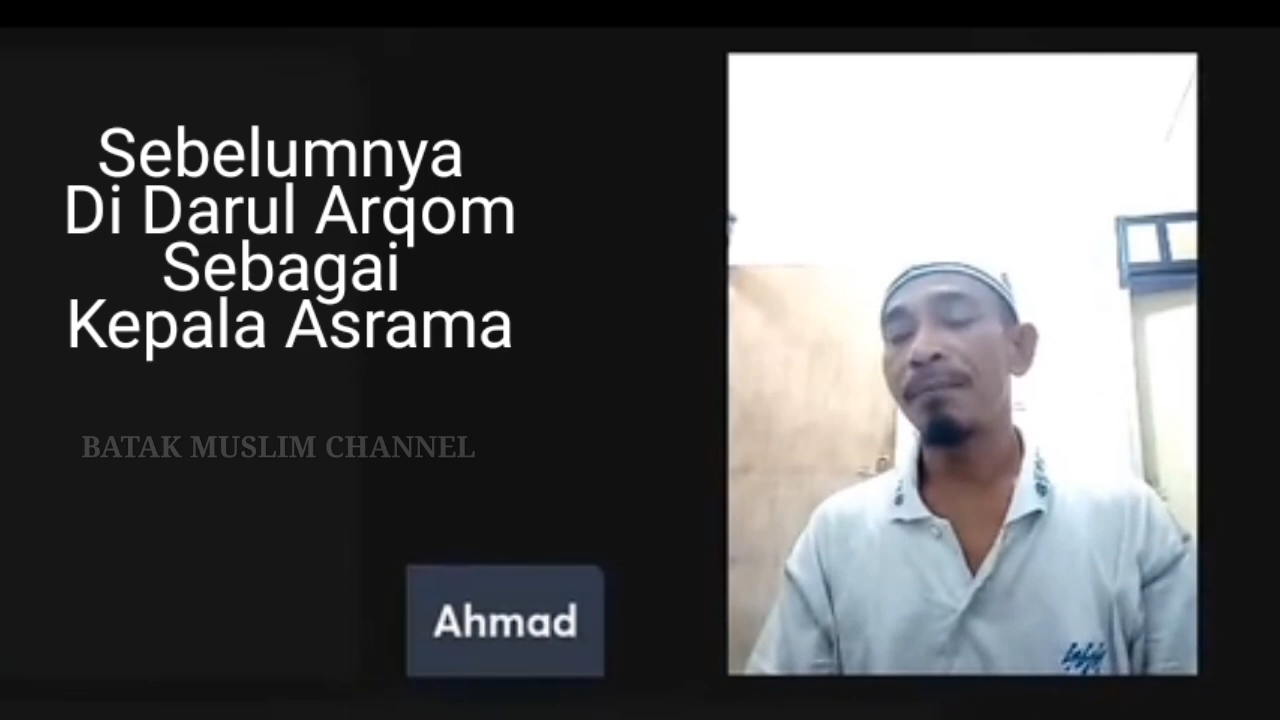 Sebelumnya
Di Darul Arqom
Sebagai
Kepala Asrama
BATAK MUSLIM CHANNEL
Ahmad